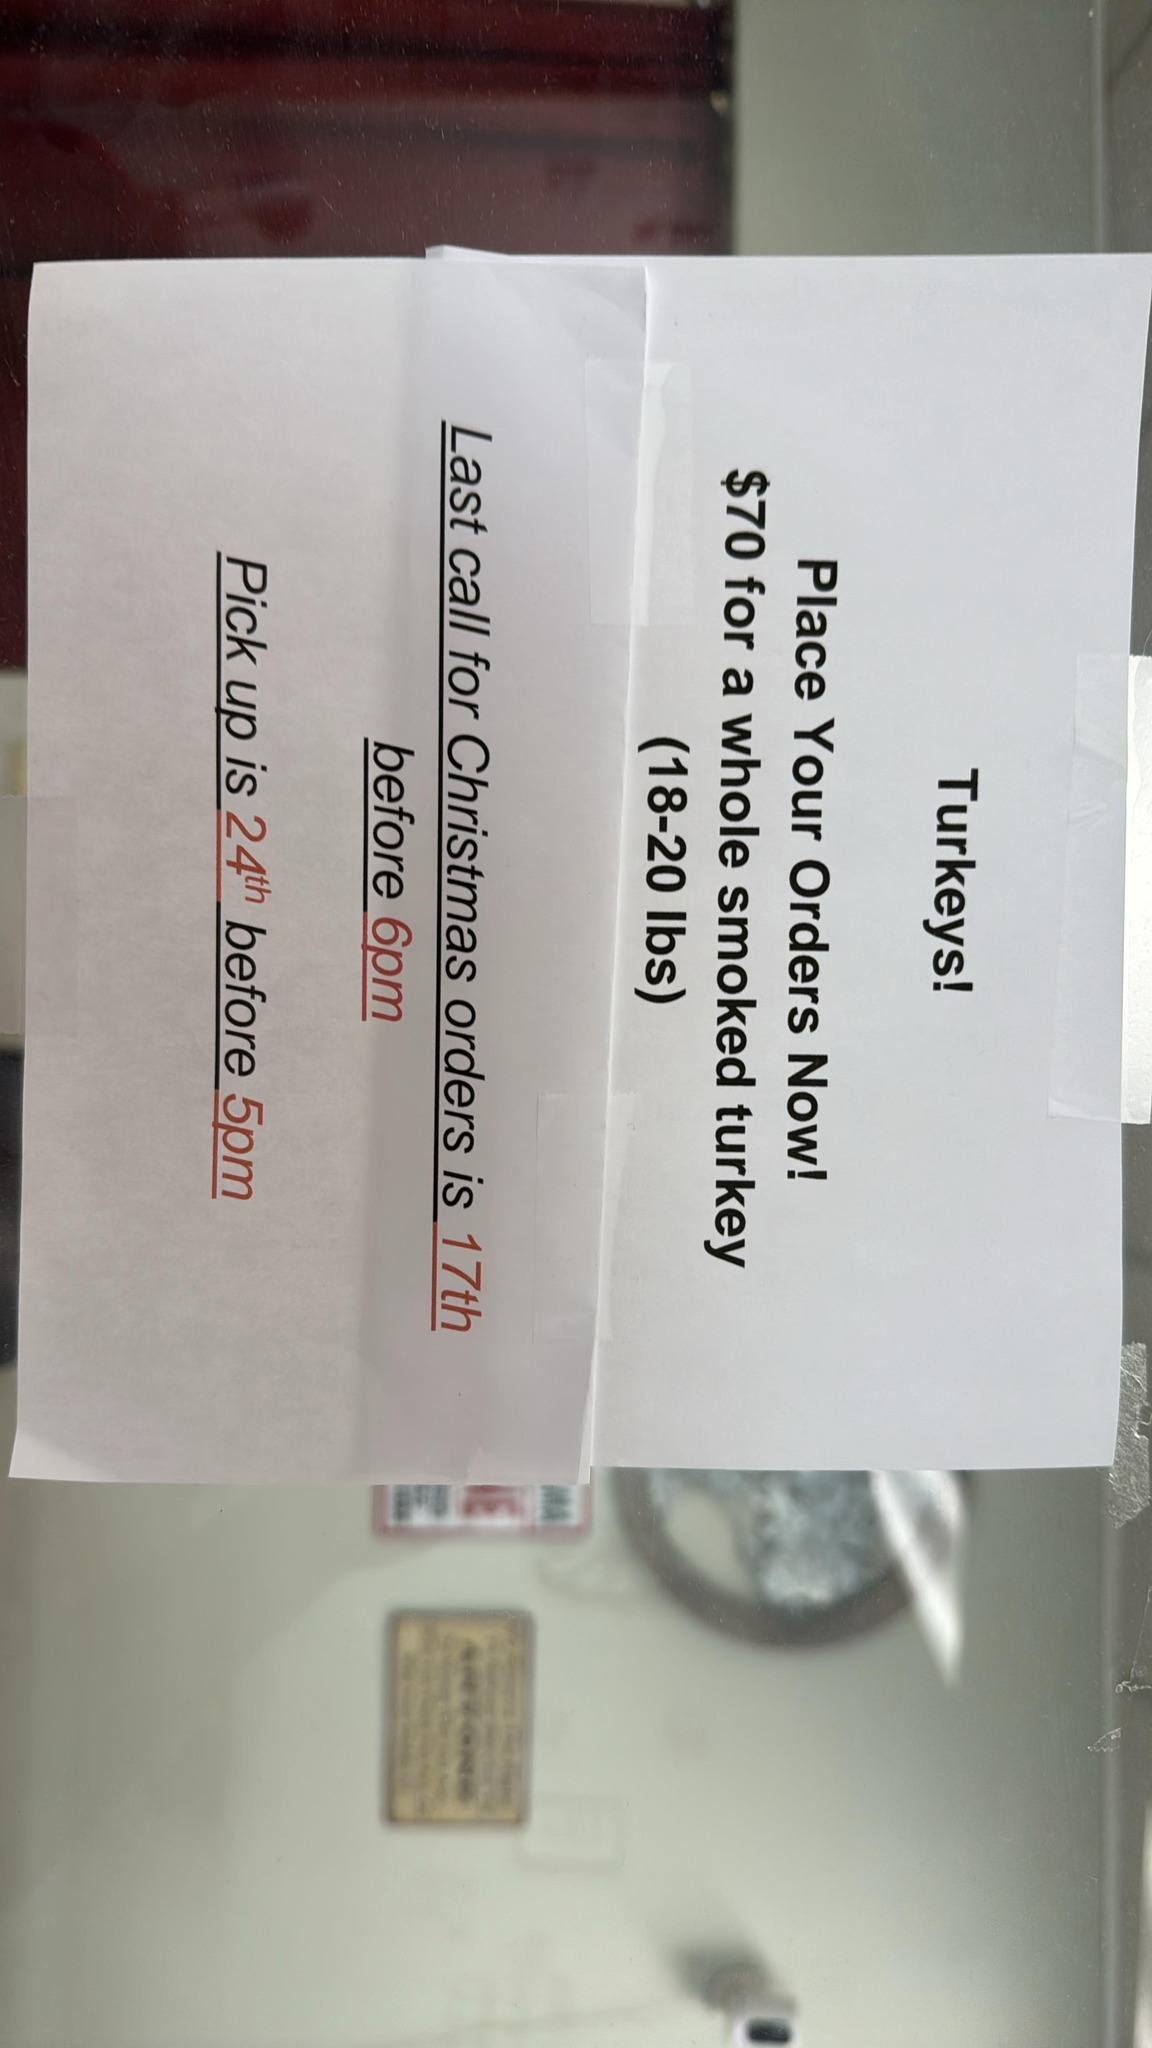 Turkeys!
Place Your Orders Now!
$70 for a whole smoked turkey
(18-20 lbs)
Last call for Christmas orders is 17th
before 6pm
Pick up is 24th before 5pm